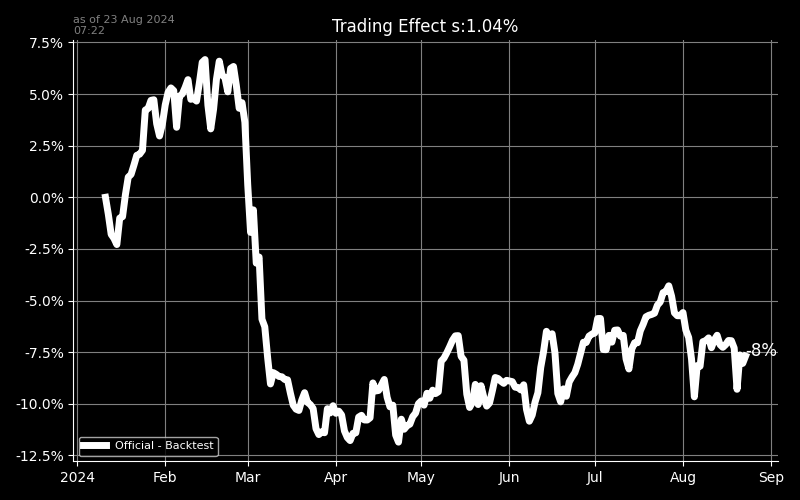 as of 23 Aug 2024
07:22
Trading Effect s:1.04%
7.5%
5.0%
2.5%
0.0%
-2.5%
-5.0%
-7.5%
-10.0%
-12.5%
-8%
Official - Backtest
2024 Feb Mar Apr May Jun Jul Aug Sep